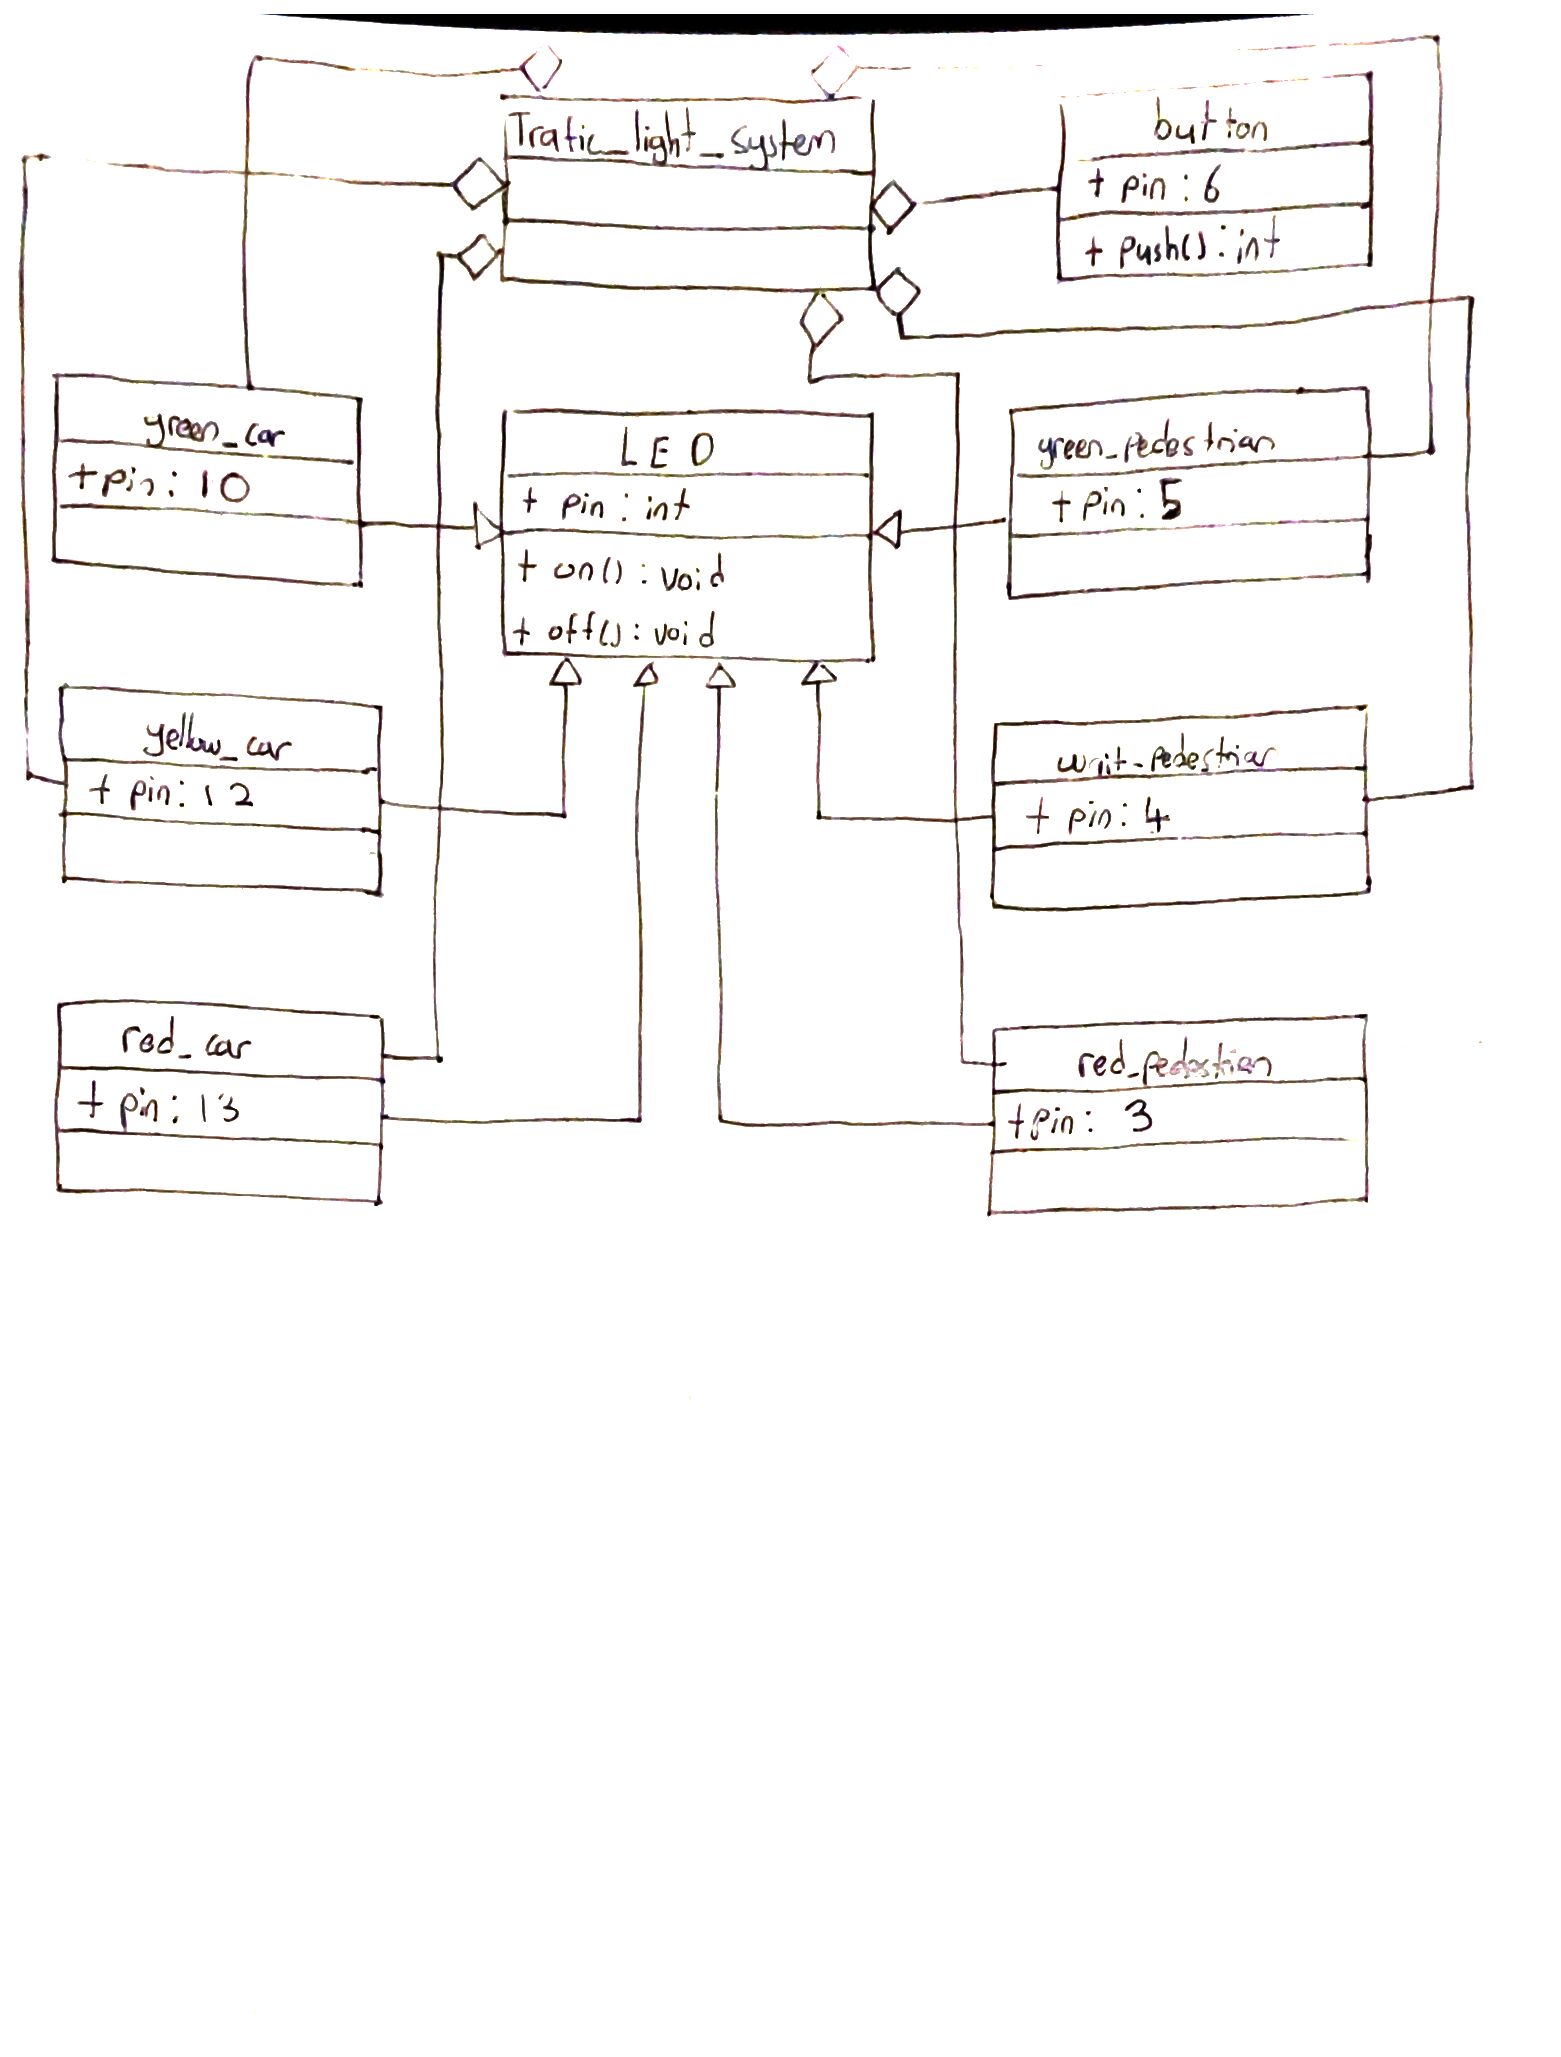 Trafic_light_system
button
+ pin : 6
+ push() : int
green_car
+ pin : 10
LED
+ pin : int
+ on() : void
+ off() : void
green_pedestrian
+ pin : 5
yellow_car
+ pin : 12
wait_pedestrian
+ pin : 4
red_car
+ pin : 13
red_pedestian
+ pin : 3